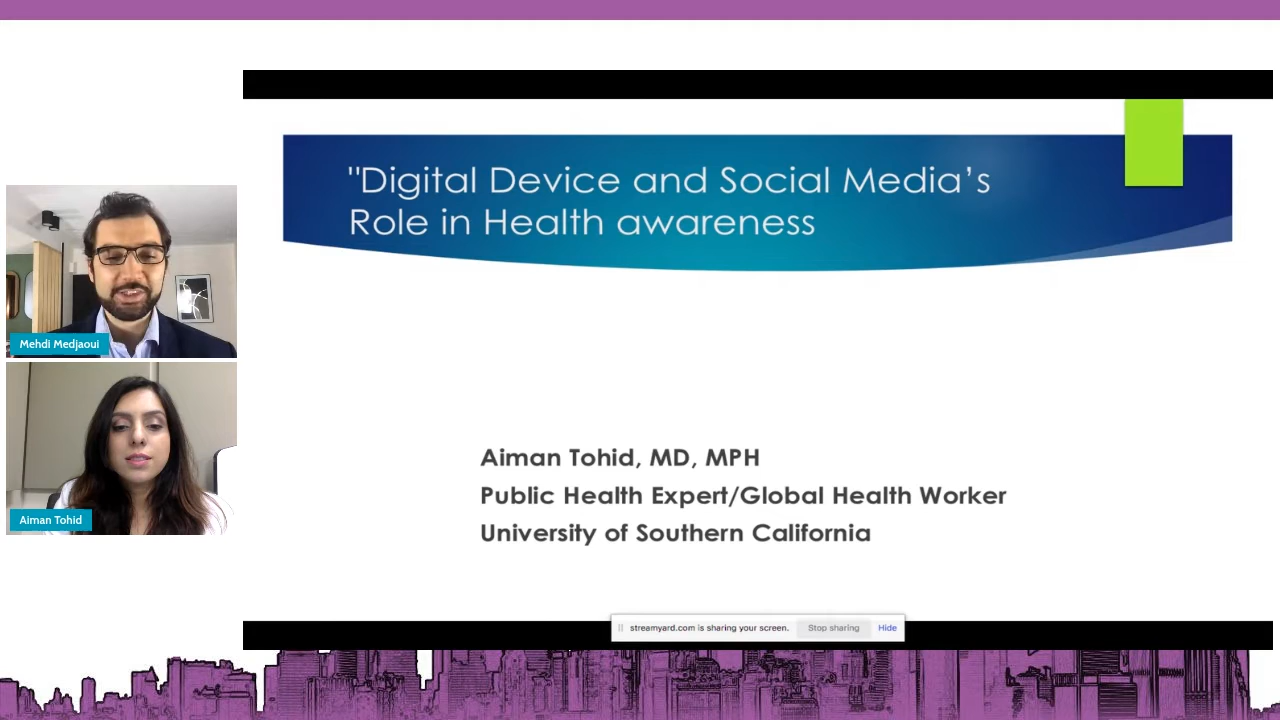 "Digital Device and Social Media’s
Role in Health awareness
Mehdi Medjaoui
Aiman Tohid
Aiman Tohid, MD, MPH
Public Health Expert/Global Health Worker
University of Southern California
streamyard.com is sharing your screen. Stop sharing Hide